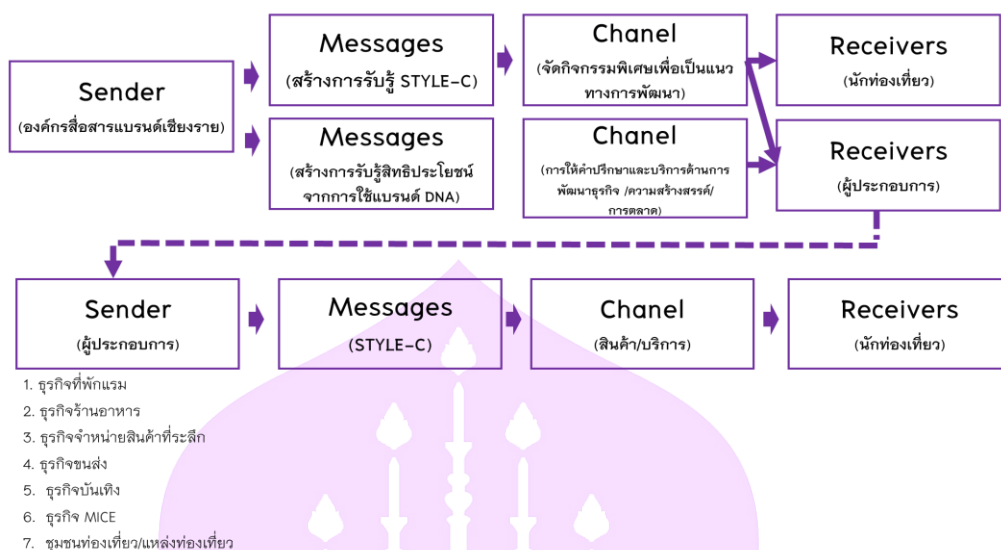 Sender
(องค์กรสื่อสารแบรนด์เชียงราย)
Messages
(สร้างการรับรู้ STYLE-C)
Chanel
(จัดกิจกรรมพิเศษเพื่อเป็นแนว
ทางการพัฒนา)
Receivers
(นักท่องเที่ยว)
Messages
(สร้างการรับรู้สิทธิประโยชน์
จากการใช้แบรนด์ DNA)
Chanel
(การให้คำปรึกษาและบริการด้านการ
พัฒนาธุรกิจ /ความสร้างสรรค์/
การตลาด)
Receivers
(ผู้ประกอบการ)
Sender
(ผู้ประกอบการ)
Messages
(STYLE-C)
Chanel
(สินค้า/บริการ)
Receivers
(นักท่องเที่ยว)
1. ธุรกิจที่พักแรม
2. ธุรกิจร้านอาหาร
3. ธุรกิจจำหน่ายสินค้าที่ระลึก
4. ธุรกิจขนส่ง
5. ธุรกิจบันเทิง
6. ธุรกิจ MICE
7. ชุมชนท่องเที่ยว/แหล่งท่องเที่ยว